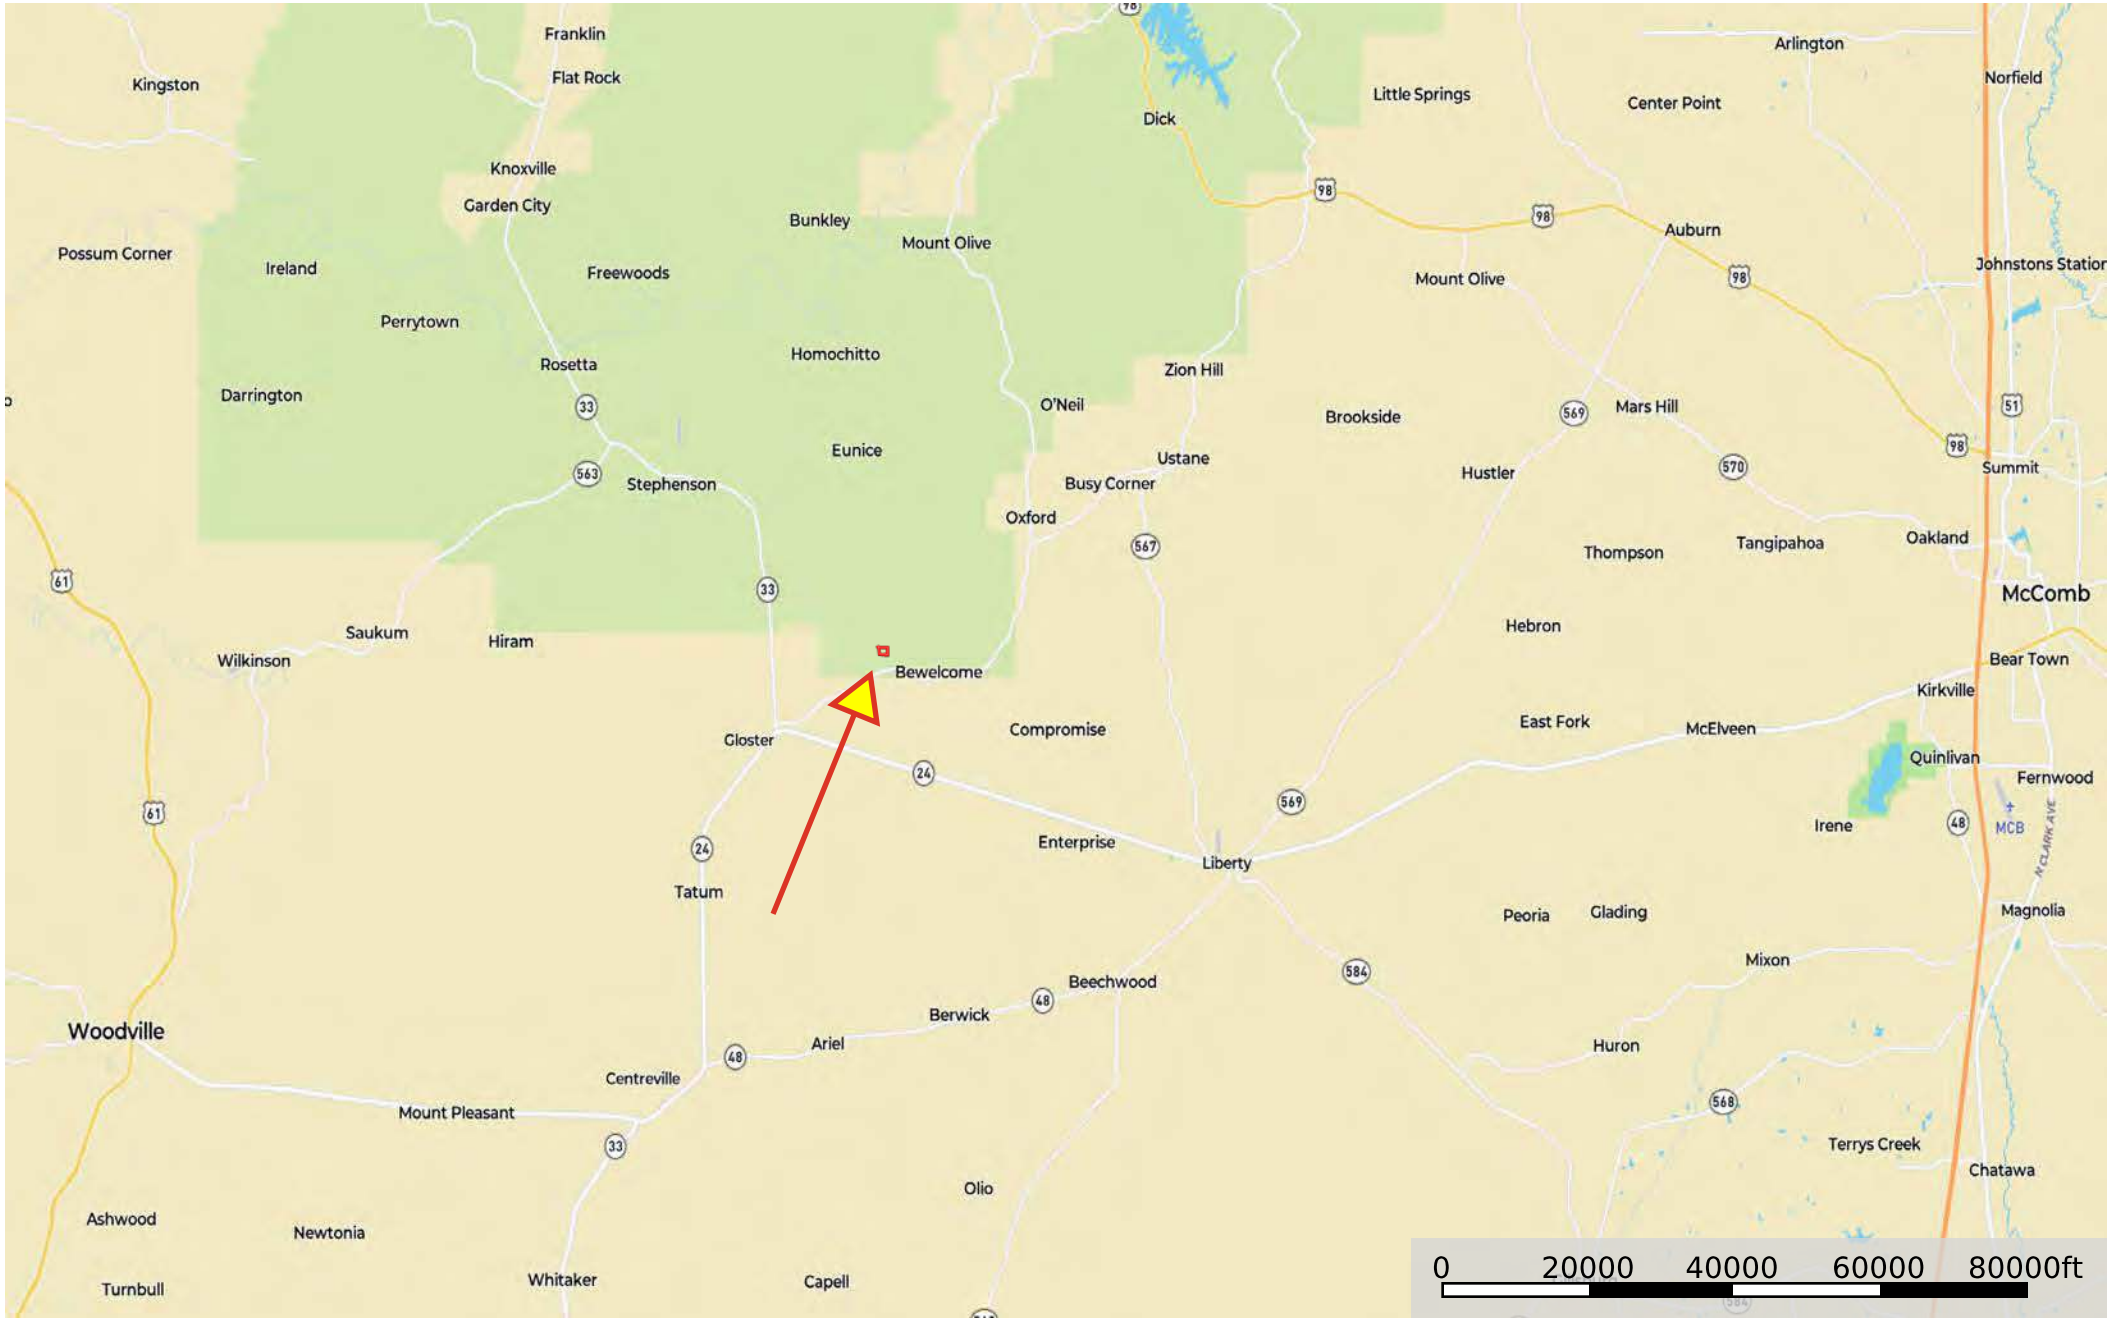 98
Franklin
Arlington
Flat Rock
Norfield
Kingston
Little Springs
Center Point
Dick
Knoxville
98
Garden City
98
Bunkley
Auburn
Mount Olive
Possum Corner
Ireland
Freewoods
Mount Olive
98
Johnstons Station
Perrytown
Homochitto
Rosetta
Zion Hill
Darrington
33
O'Neil
Brookside
569
Mars Hill
51
98
Eunice
Ustane
563
Stephenson
Busy Corner
Hustler
570
Summit
Oxford
567
Thompson
Tangipahoa
Oakland
61
33
McComb
Saukum
Hiram
Hebron
Wilkinson
Bewelcome
Bear Town
Kirkville
Gloster
Compromise
East Fork
McElveen
24
Quinlivan
Fernwood
61
569
Irene
48
MCB
N CLARK AVE
24
Enterprise
Liberty
Tatum
Peoria
Glading
Magnolia
584
Mixon
Beechwood
48
Berwick
Woodville
Ariel
48
Huron
Centreville
Mount Pleasant
568
33
Terrys Creek
Chatawa
Olio
Ashwood
Newtonia
Whitaker
Capell
Turnbull
0 20000 40000 60000 80000ft
584